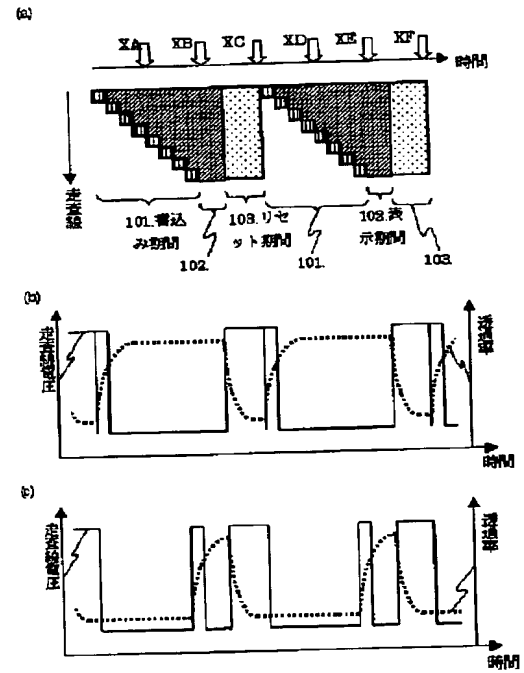 (a)
XA XB XC XD XE XF
時間
走査線
101.書込み期間
102.
103.リセット期間
101.
102.表示期間
103.
(b)
走査線電圧
透過率
時間
(c)
走査線電圧
透過率
時間